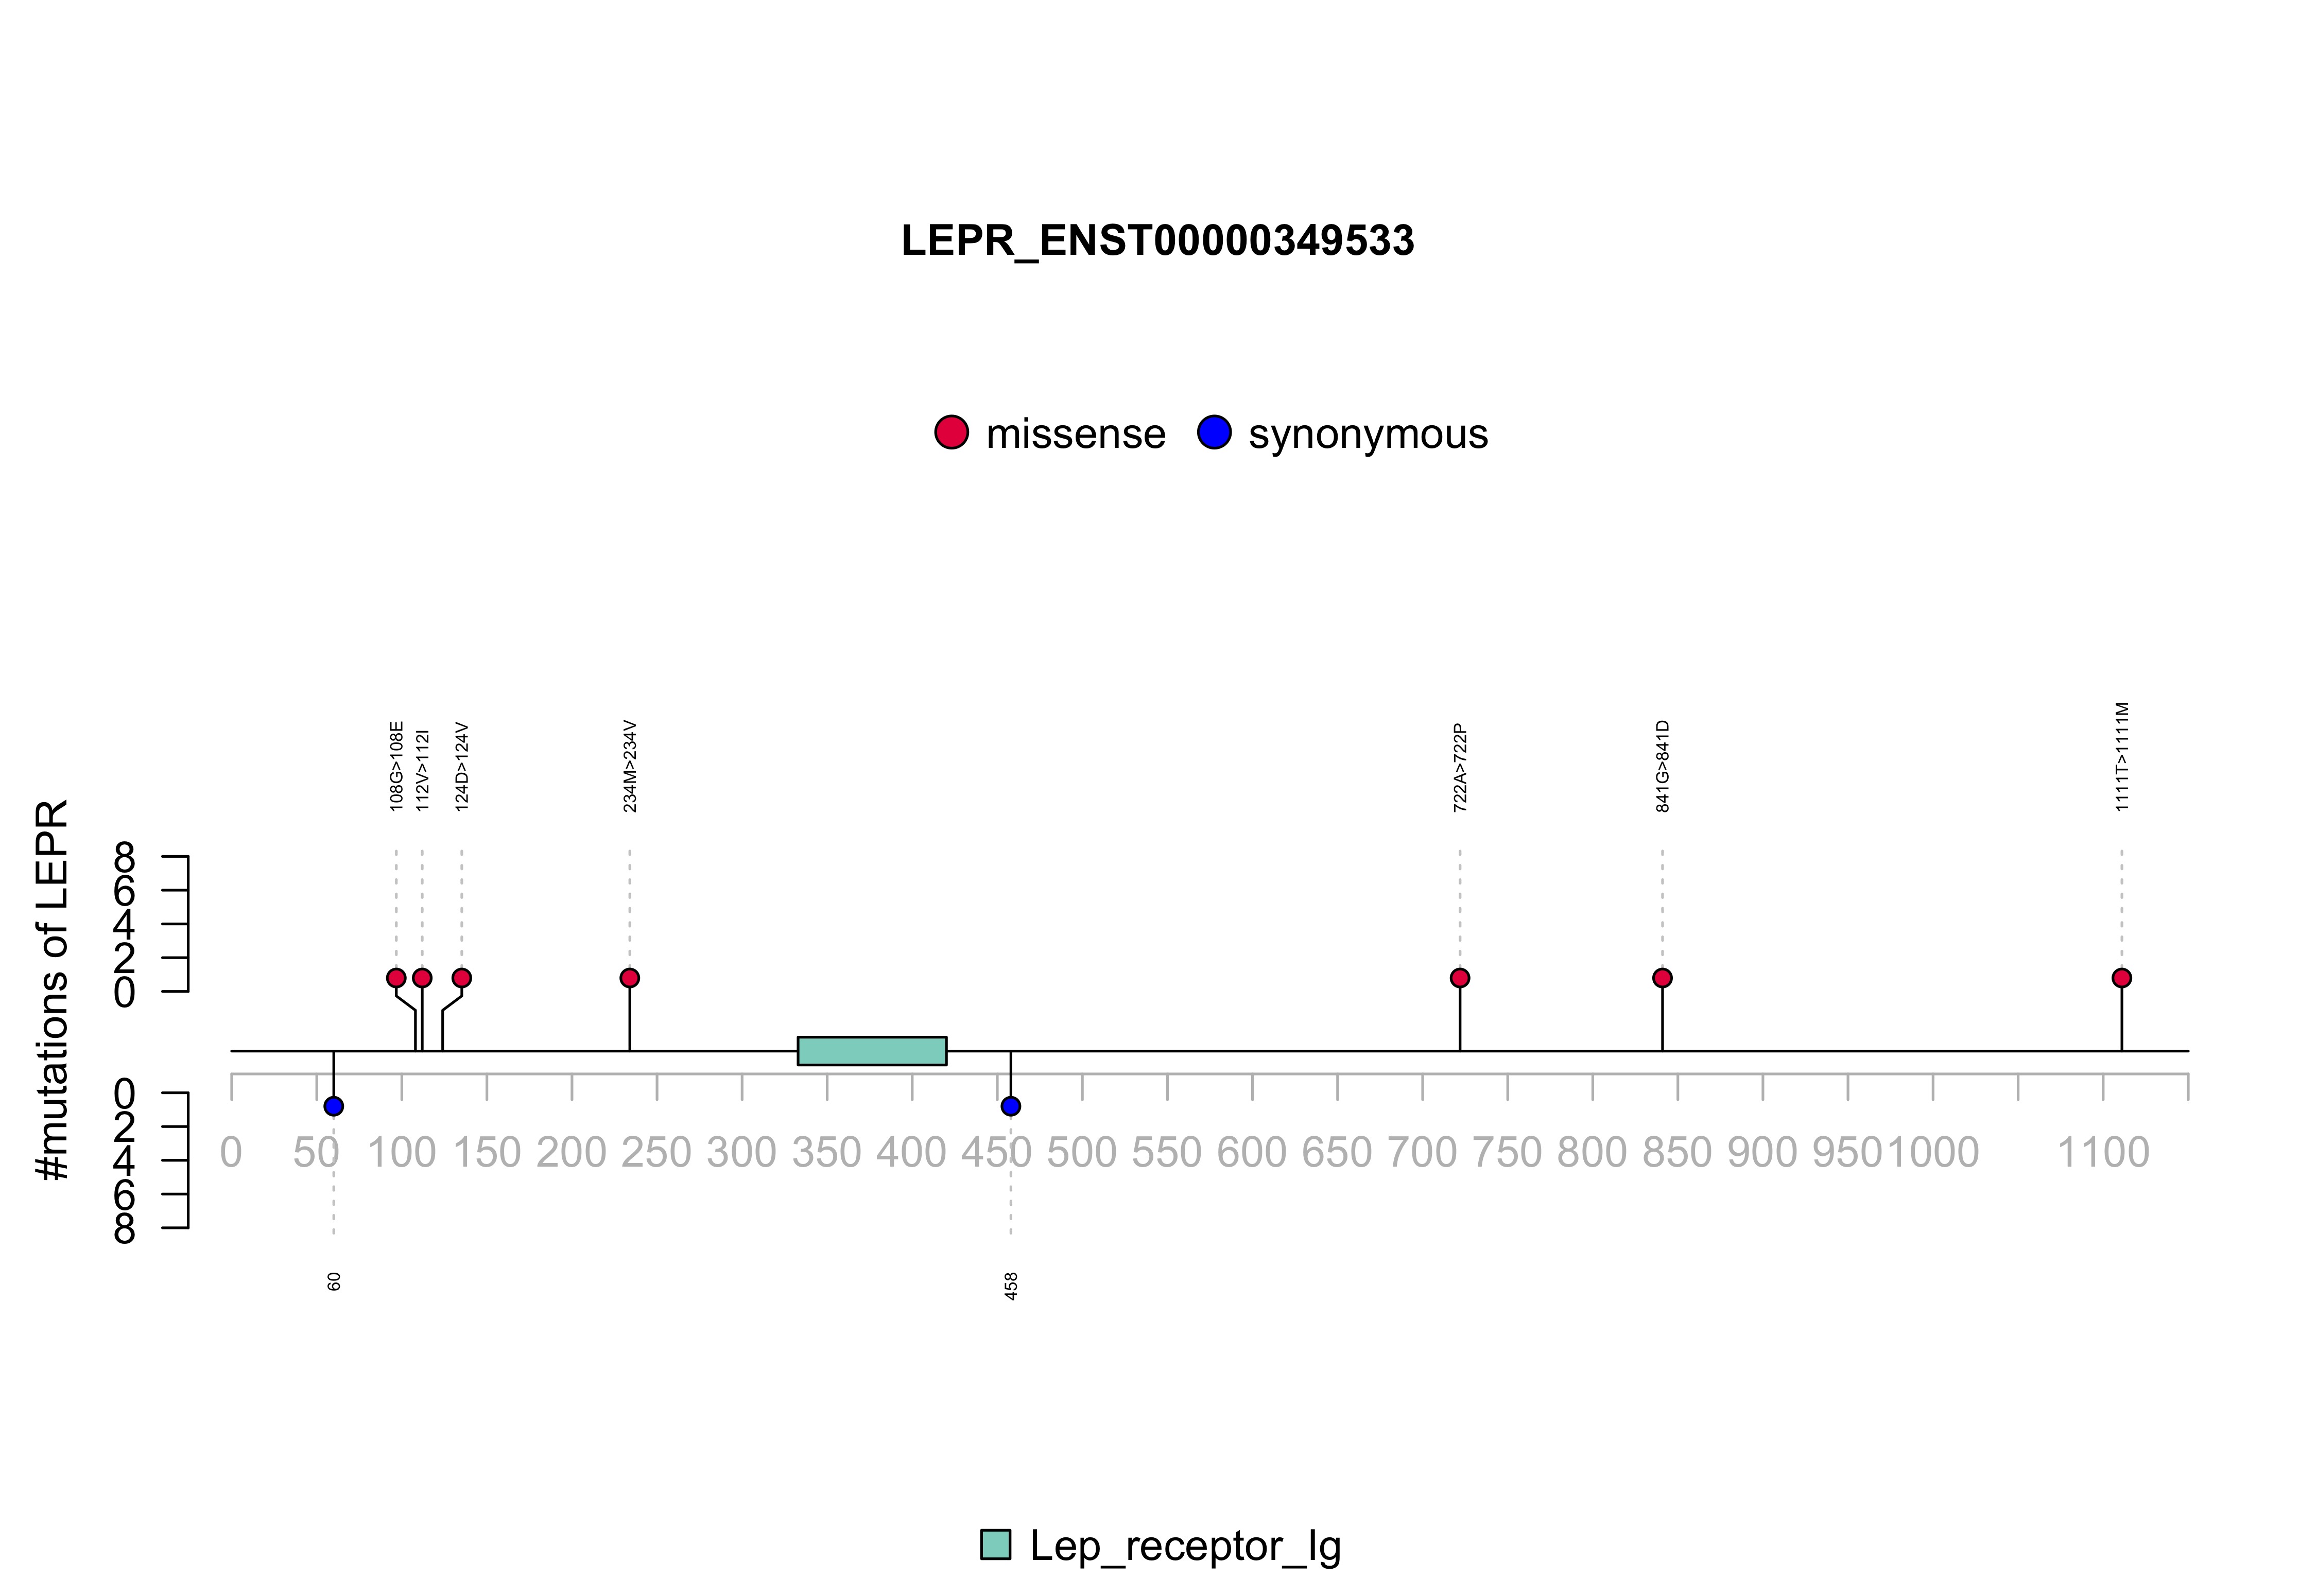 LEPR_ENST00000349533
missense synonymous
108G>108E
112V>112I
124D>124V
234M>234V
722A>722P
841G>841D
1111T>1111M
#mutations of LEPR
8
6
4
2
0
0
2
4
6
8
0 50 100 150 200 250 300 350 400 450 500 550 600 650 700 750 800 850 900 950 1000 1100
60
458
Lep_receptor_Ig